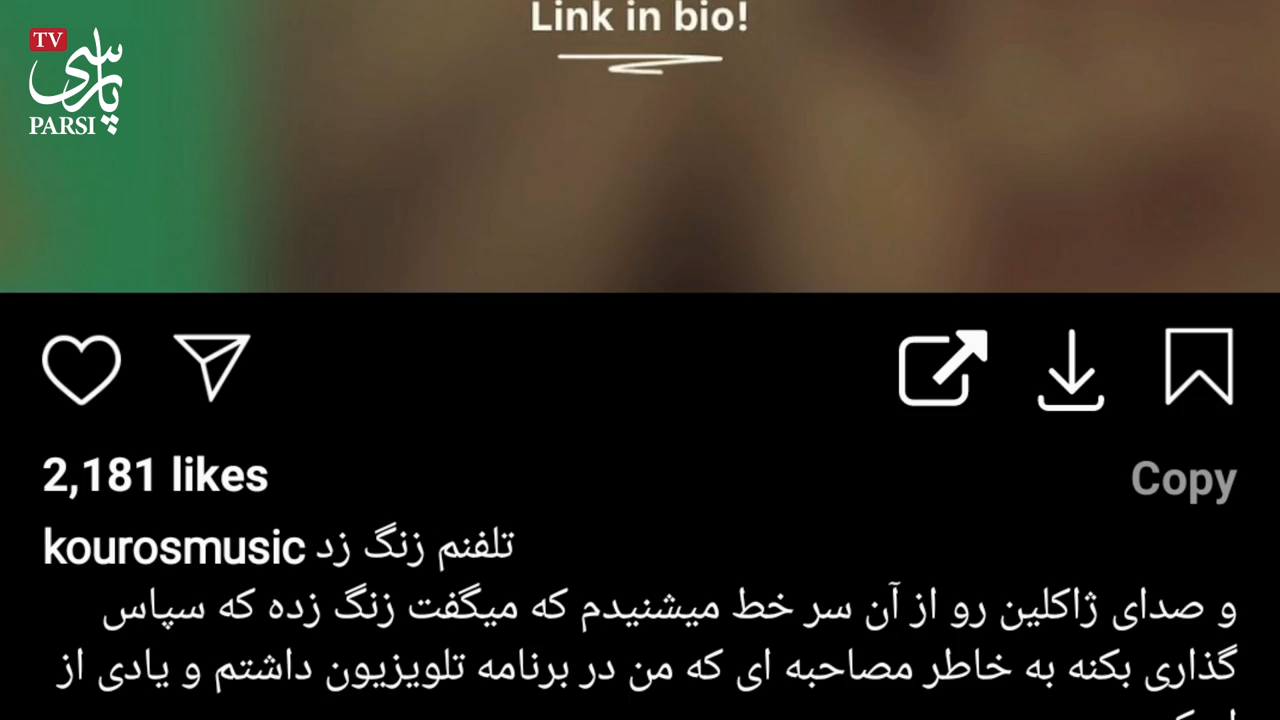 Link in bio!
TV
پارسی
PARSI
2,181 likes
Copy
kourosmusic تلفنم زنگ زد
و صدای ژاکلین رو از آن سر خط میشنیدم که میگفت زنگ زده که سپاس
گذاری بکنه به خاطر مصاحبه ای که من در برنامه تلویزیون داشتم و یادی از